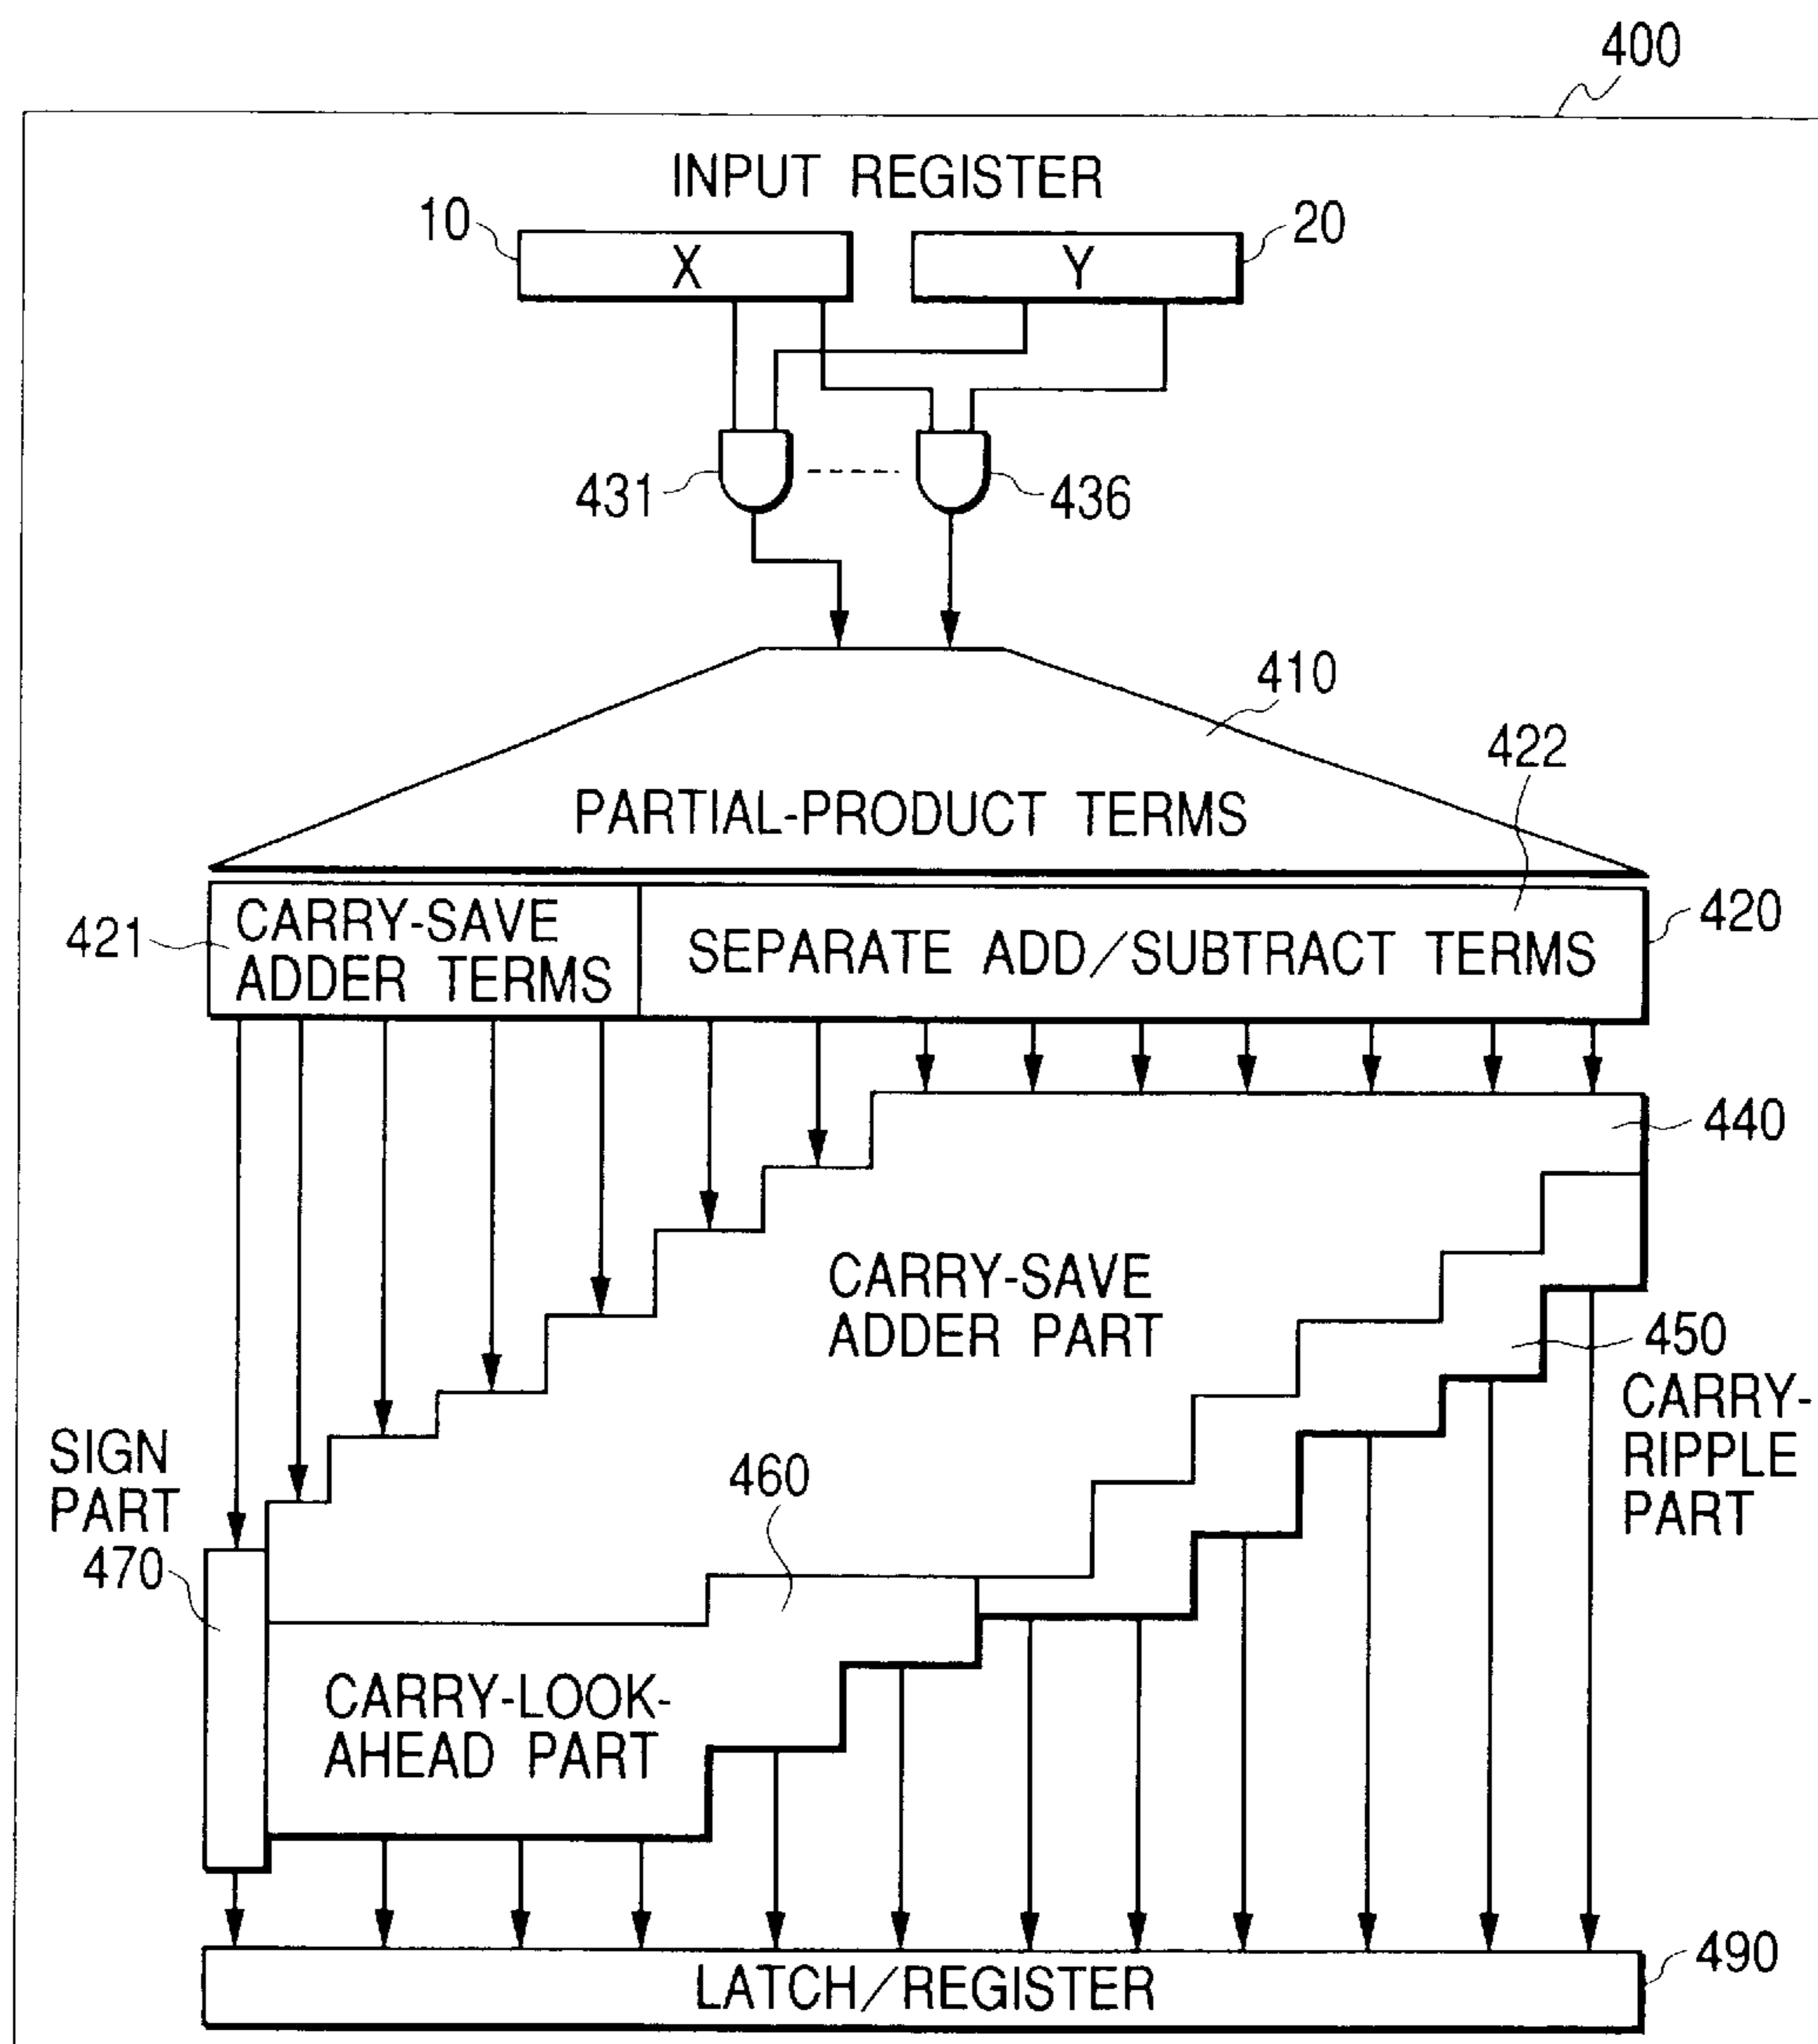 400
INPUT REGISTER
10
X
Y
20
431
436
410
422
PARTIAL-PRODUCT TERMS
421
CARRY-SAVE
ADDER TERMS
SEPARATE ADD/SUBTRACT TERMS
420
440
CARRY-SAVE
ADDER PART
450
CARRY-
RIPPLE
PART
SIGN
PART
470
460
CARRY-LOOK-
AHEAD PART
LATCH/REGISTER
490